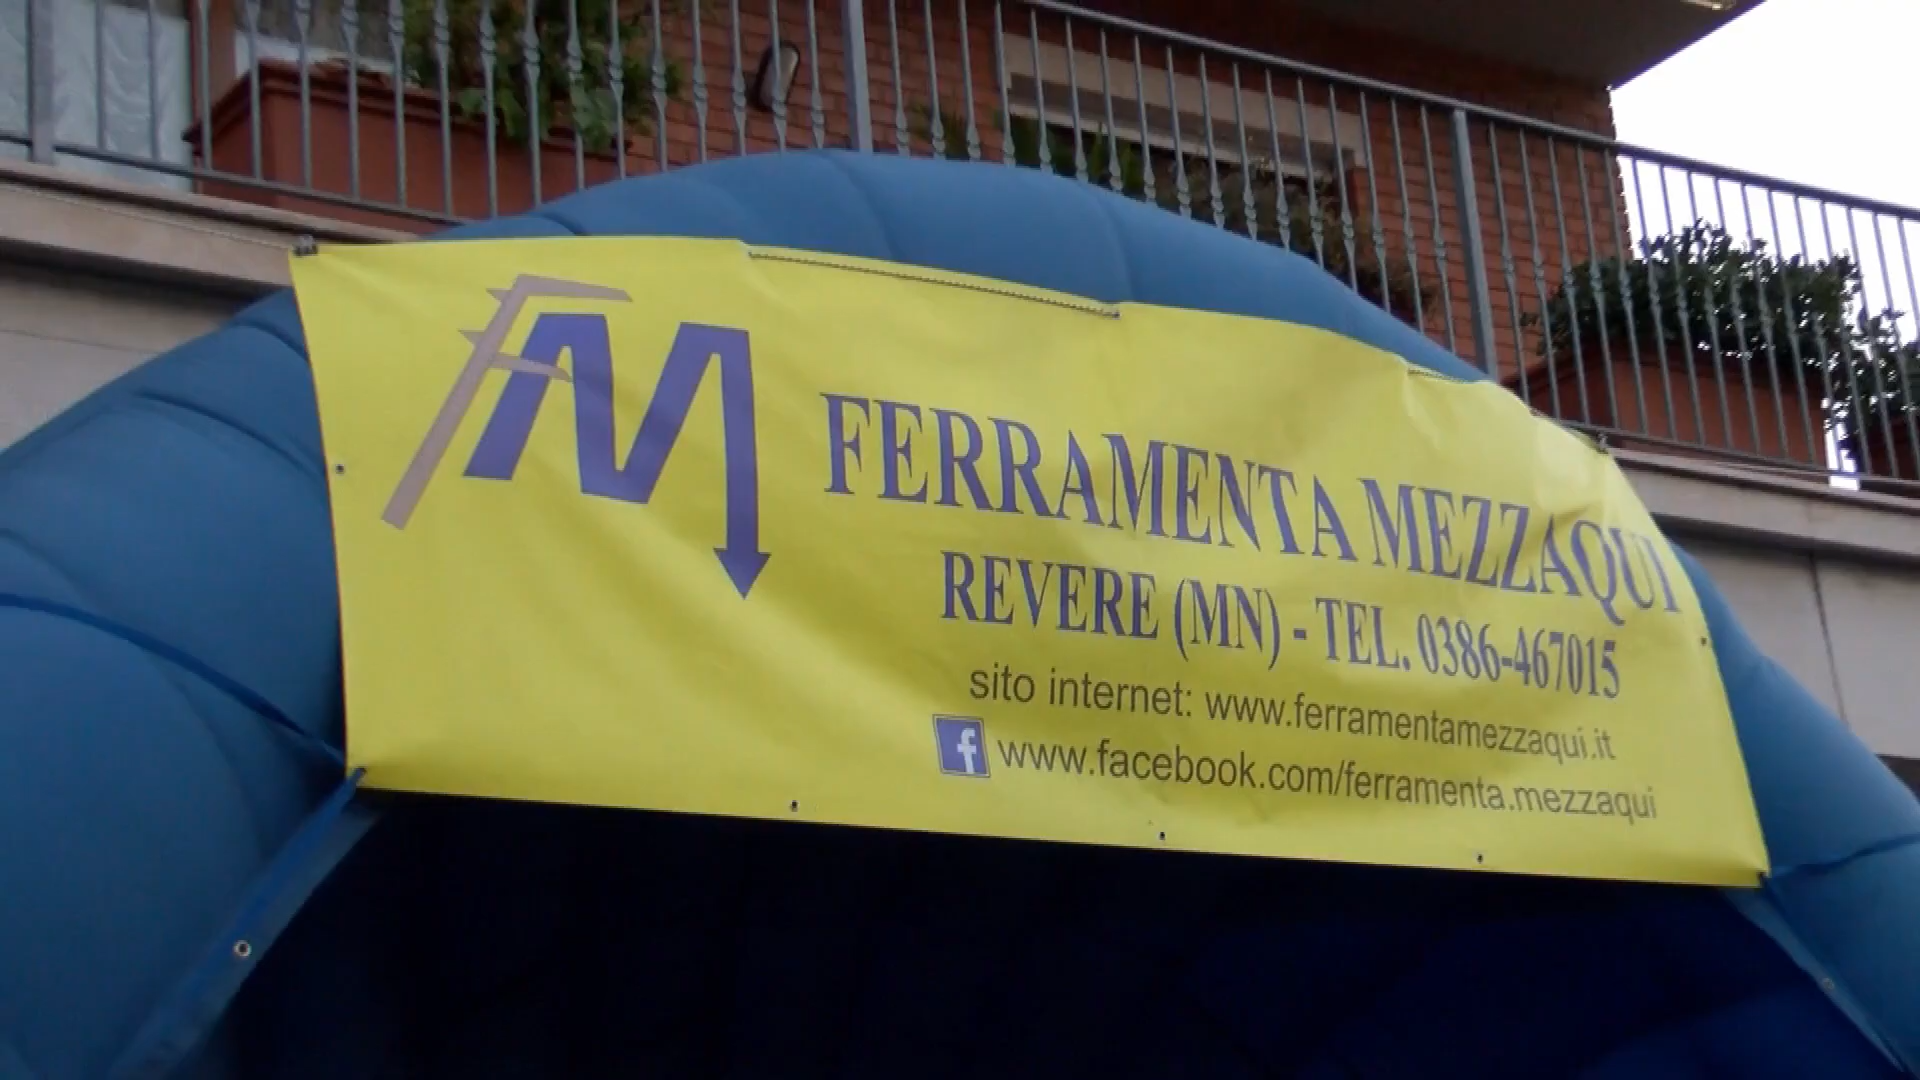 FM
FERRAMENTA MEZZAQUI
REVERE (MN) - TEL. 0386-467015
sito internet: www.ferramentamezzaqui.it
f www.facebook.com/ferramenta.mezzaqui